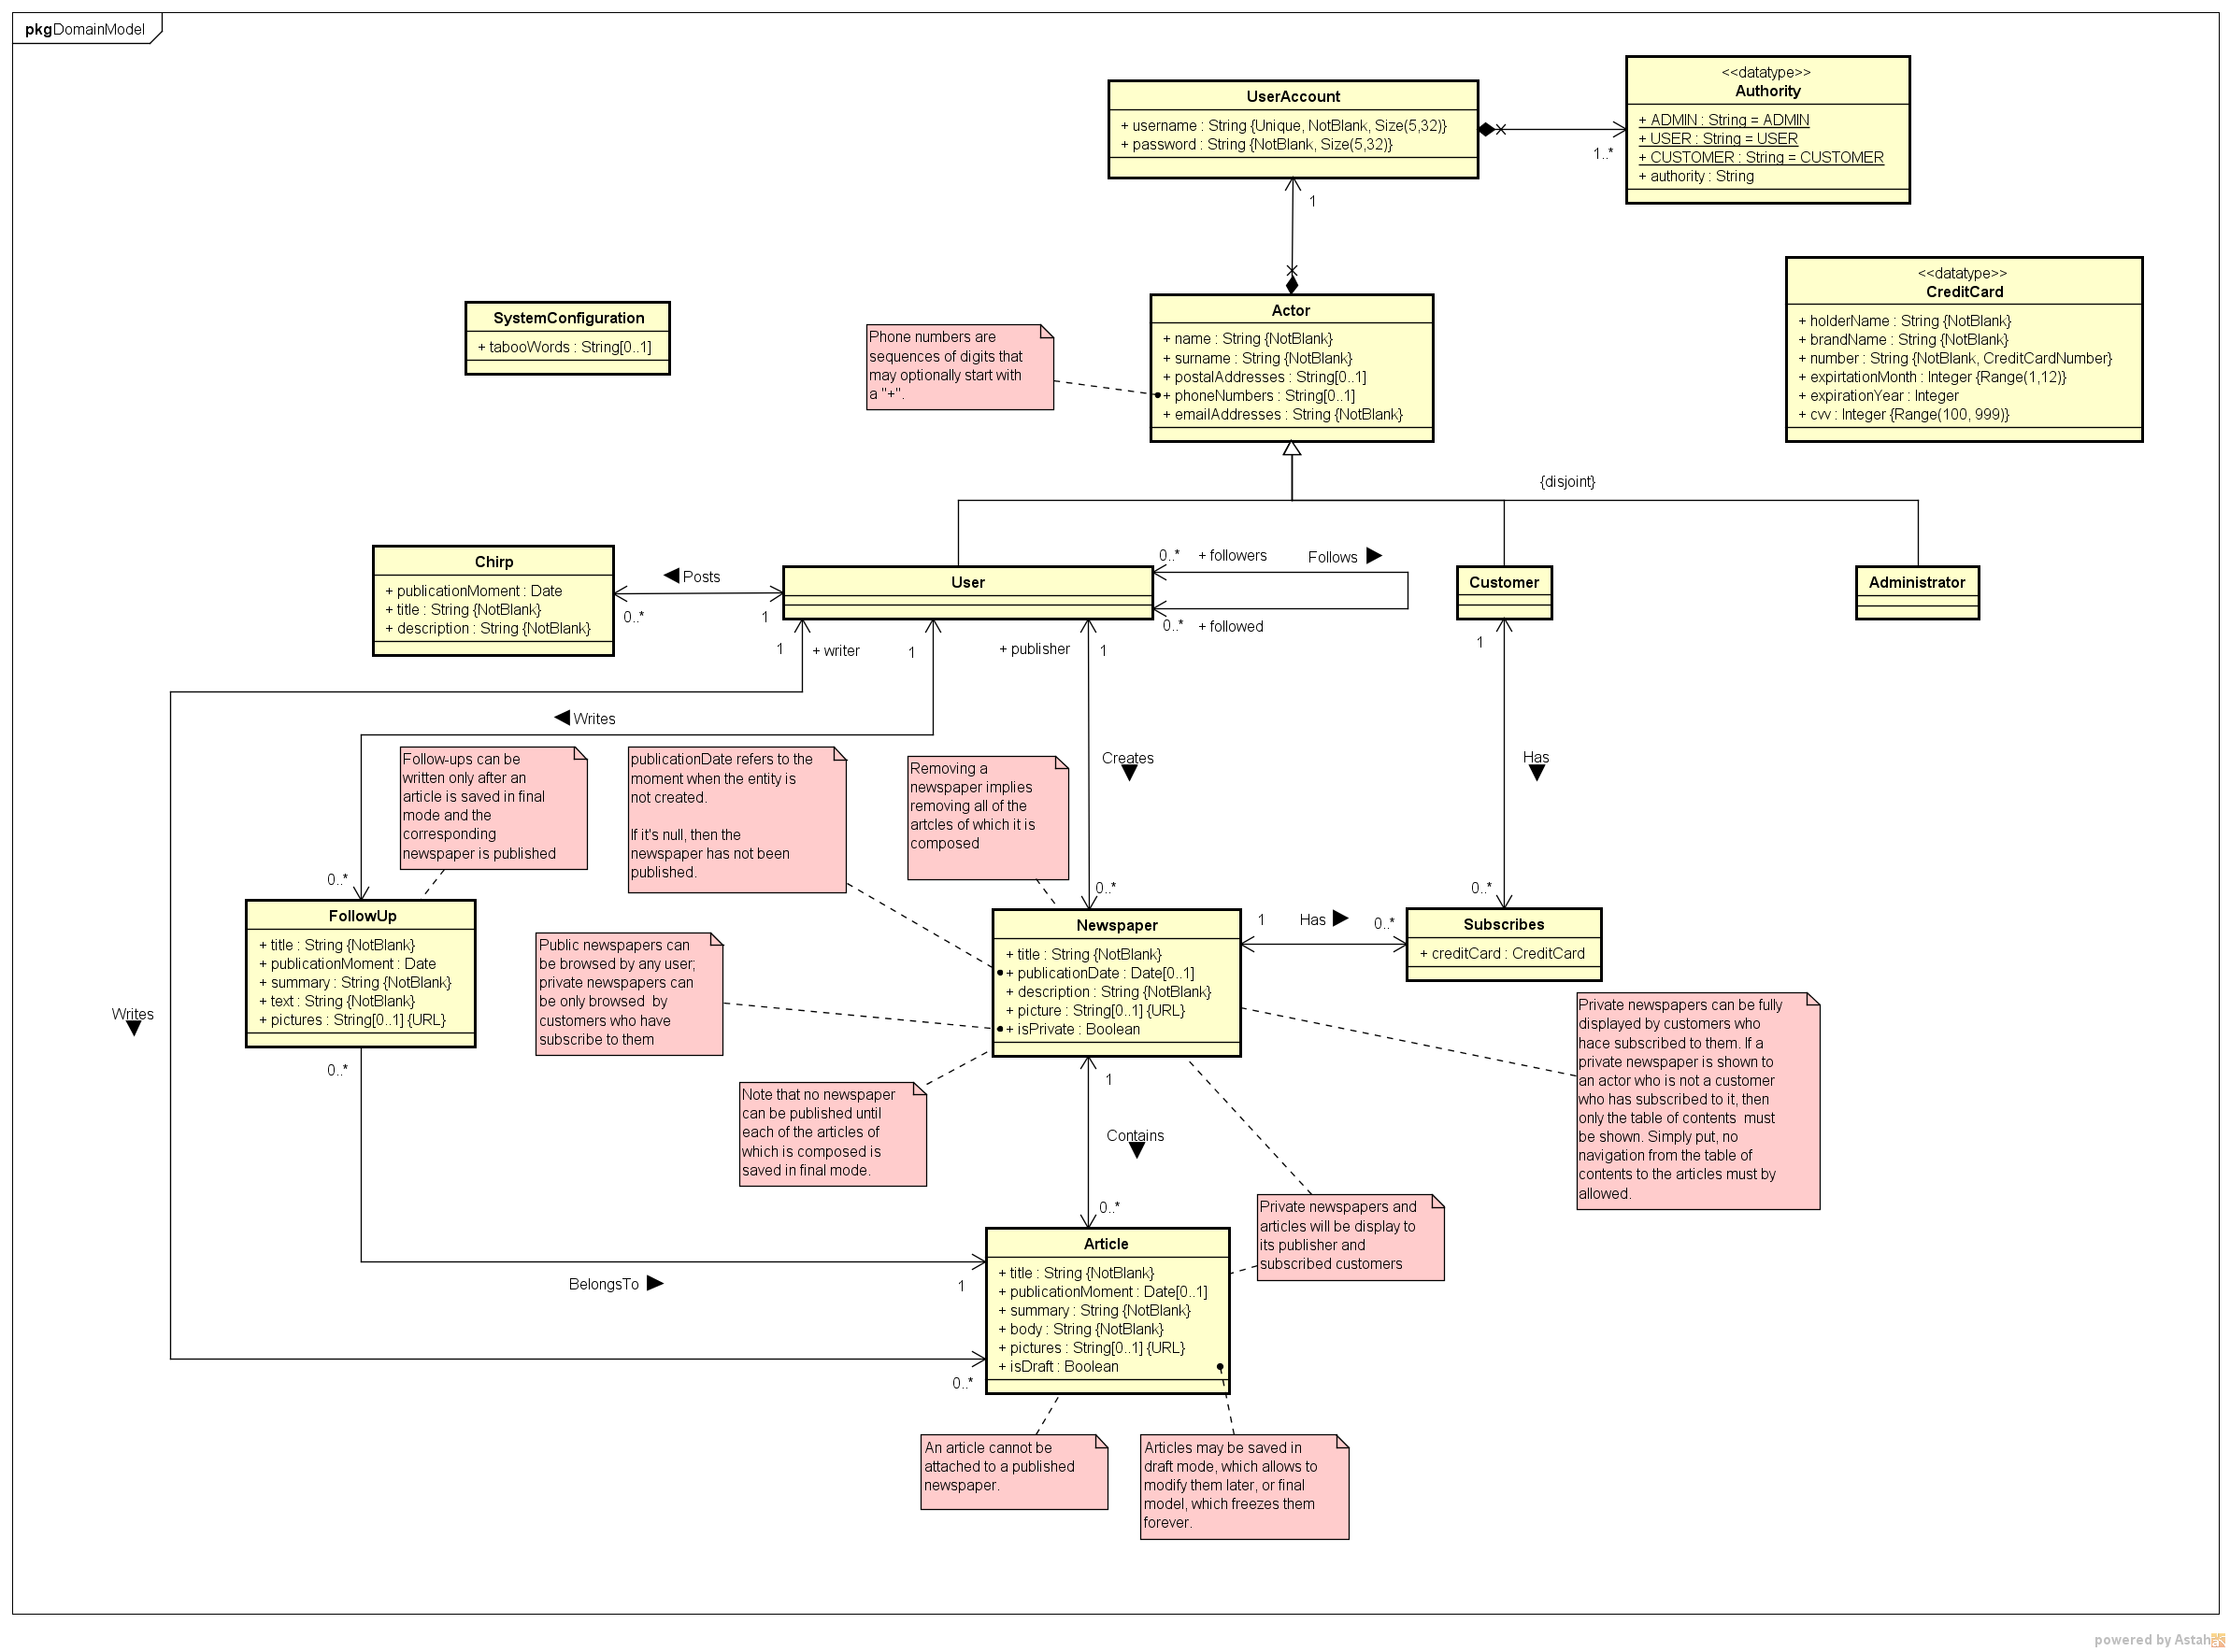 pkg DomainModel
UserAccount
+ username : String {Unique, NotBlank, Size(5,32)}
+ password : String {NotBlank, Size(5,32)}
1..*
<<datatype>>
Authority
+ ADMIN : String = ADMIN
+ USER : String = USER
+ CUSTOMER : String = CUSTOMER
+ authority : String
1
<<datatype>>
CreditCard
+ holderName : String {NotBlank}
+ brandName : String {NotBlank}
+ number : String {NotBlank, CreditCardNumber}
+ expirtationMonth : Integer {Range(1,12)}
+ expirationYear : Integer
+ cvv : Integer {Range(100, 999)}
SystemConfiguration
+ tabooWords : String[0..1]
Phone numbers are
sequences of digits that
may optionally start with
a "+".
Actor
+ name : String {NotBlank}
+ surname : String {NotBlank}
+ postalAddresses : String[0..1]
+ phoneNumbers : String[0..1]
+ emailAddresses : String {NotBlank}
{disjoint}
Chirp
+ publicationMoment : Date
+ title : String {NotBlank}
+ description : String {NotBlank}
Posts
0..*
1
User
0..*
+ followers
Follows
0..*
+ followed
Customer
Administrator
1
+ writer
1
+ publisher
1
1
Writes
Follow-ups can be
written only after an
article is saved in final
mode and the
corresponding
newspaper is published
publicationDate refers to the
moment when the entity is
not created.
If it's null, then the
newspaper has not been
published.
Removing a
newspaper implies
removing all of the
artcles of which it is
composed
Creates
Has
0..*
0..*
0..*
FollowUp
+ title : String {NotBlank}
+ publicationMoment : Date
+ summary : String {NotBlank}
+ text : String {NotBlank}
+ pictures : String[0..1] {URL}
0..*
Public newspapers can
be browsed by any user;
private newspapers can
be only browsed  by
customers who have
subscribe to them
Newspaper
+ title : String {NotBlank}
+ publicationDate : Date[0..1]
+ description : String {NotBlank}
+ picture : String[0..1] {URL}
+ isPrivate : Boolean
1
Has
0..*
Subscribes
+ creditCard : CreditCard
Writes
Private newspapers can be fully
displayed by customers who
hace subscribed to them. If a
private newspaper is shown to
an actor who is not a customer
who has subscribed to it, then
only the table of contents  must
be shown. Simply put, no
navigation from the table of
contents to the articles must by
allowed.
Note that no newspaper
can be published until
each of the articles of
which is composed is
saved in final mode.
1
Contains
0..*
Private newspapers and
articles will be display to
its publisher and
subscribed customers
BelongsTo
1
Article
+ title : String {NotBlank}
+ publicationMoment : Date[0..1]
+ summary : String {NotBlank}
+ body : String {NotBlank}
+ pictures : String[0..1] {URL}
+ isDraft : Boolean
0..*
An article cannot be
attached to a published
newspaper.
Articles may be saved in
draft mode, which allows to
modify them later, or final
model, which freezes them
forever.
powered by Astah